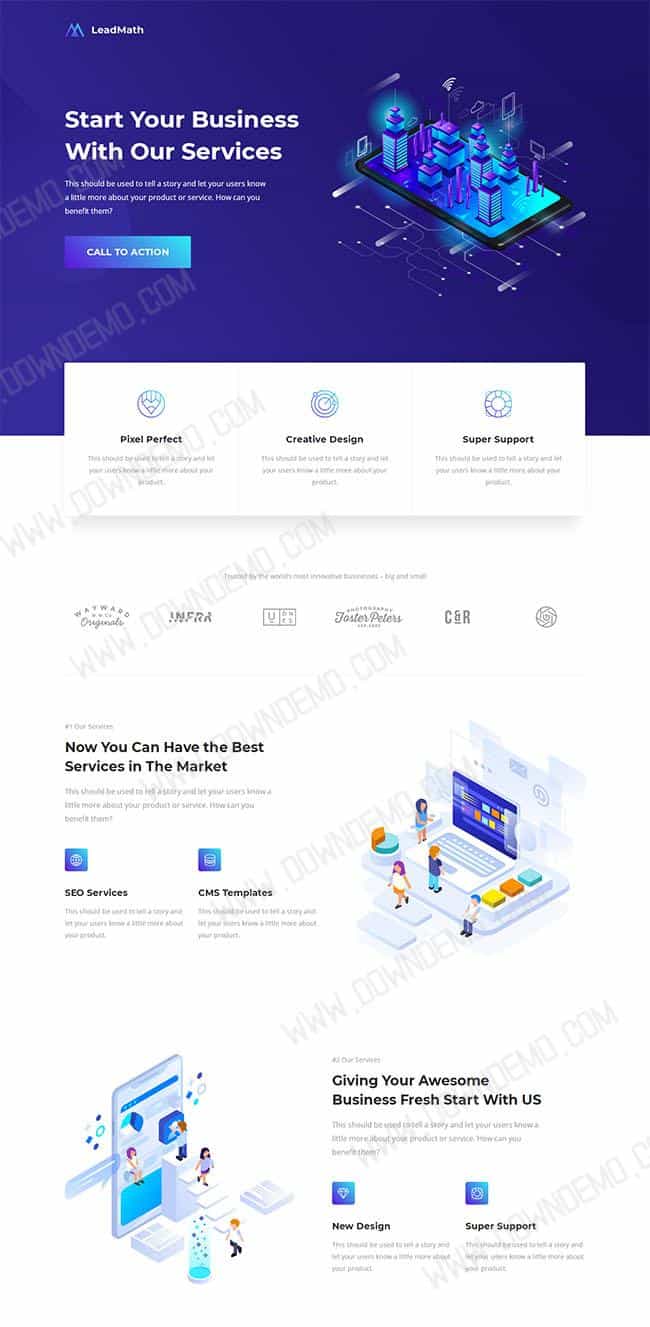 LeadMath
Start Your Business
With Our Services
This should be used to tell a story and let your users know
a little more about your product or service. How can you
benefit them?
CALL TO ACTION
Pixel Perfect
This should be used to tell a story and let
your users know a little more about your
product.
Creative Design
This should be used to tell a story and let
your users know a little more about your
product.
Super Support
This should be used to tell a story and let
your users know a little more about your
product.
Trusted by the world's most innovative businesses – big and small
WAYWARD
Originals
INFRA
U
D N
E S
PHOTOGRAPHY
Foster Peters
C&R
#1 Our Services
Now You Can Have the Best
Services in The Market
This should be used to tell a story and let your users know a
little more about your product or service. How can you
benefit them?
SEO Services
This should be used to tell a story and
let your users know a little more about
your product.
CMS Templates
This should be used to tell a story and
let your users know a little more about
your product.
#2 Our Services
Giving Your Awesome
Business Fresh Start With US
This should be used to tell a story and let your users know a
little more about your product or service. How can you
benefit them?
New Design
This should be used to tell a story and
let your users know a little more about
your product.
Super Support
This should be used to tell a story and
let your users know a little more about
your product.
WWW.DOWNDEMO.COM
WWW.DOWNDEMO.COM
WWW.DOWNDEMO.COM
WWW.DOWNDEMO.COM